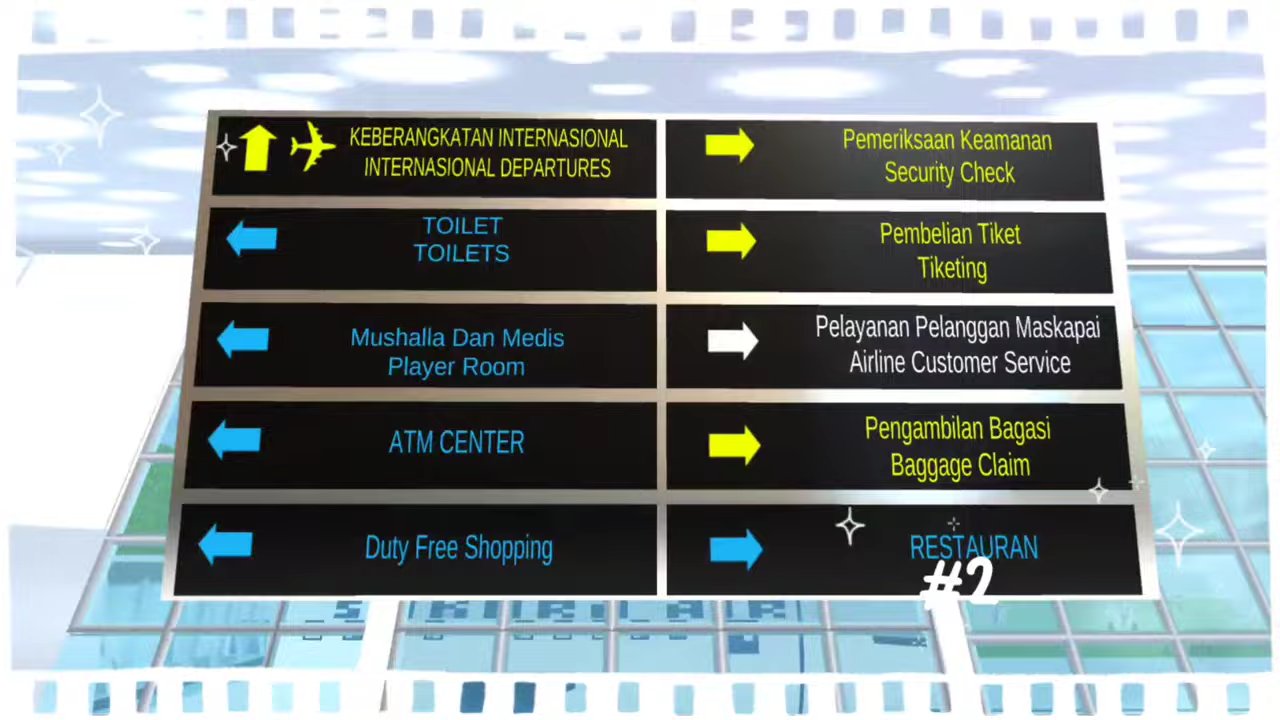 KEBERANGKATAN INTERNASIONAL
INTERNASIONAL DEPARTURES
TOILET
TOILETS
Mushalla Dan Medis
Player Room
ATM CENTER
Duty Free Shopping
Pemeriksaan Keamanan
Security Check
Pembelian Tiket
Tiketing
Pelayanan Pelanggan Maskapai
Airline Customer Service
Pengambilan Bagasi
Baggage Claim
RESTAURAN
#2